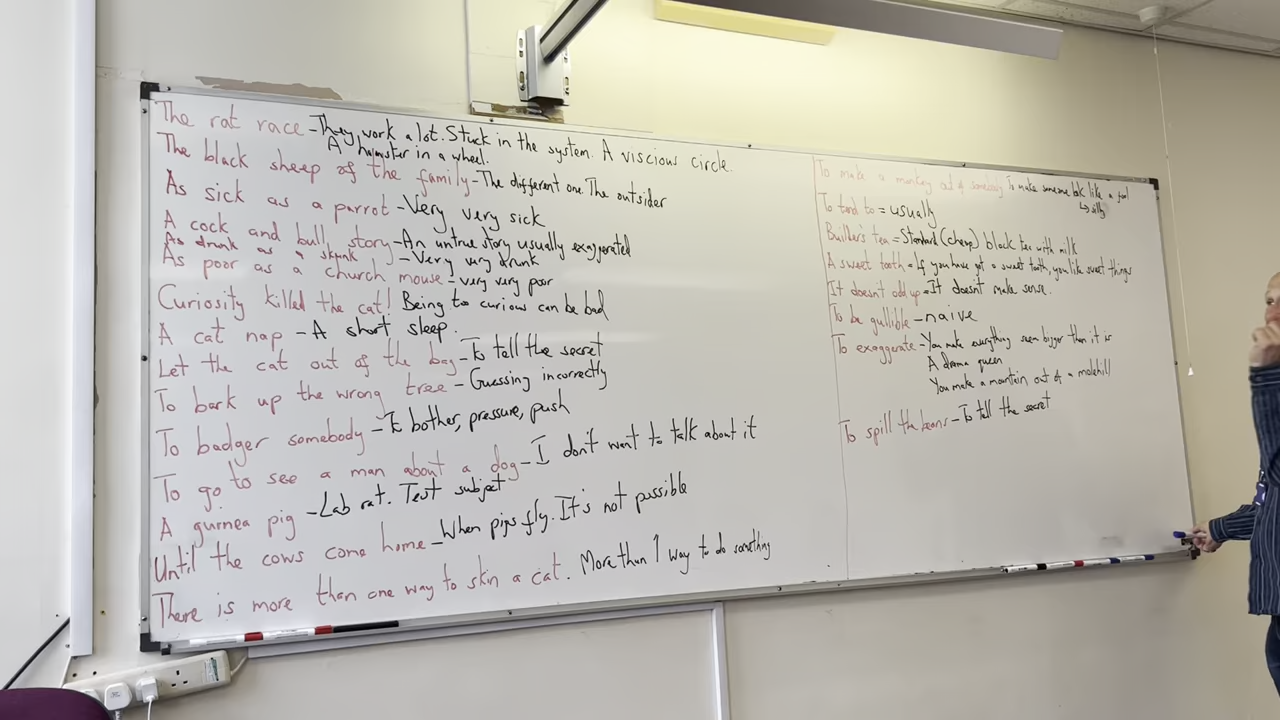 The rat race - They work a lot. Stuck in the system. A viscious circle.
A hamster in a wheel.
The black sheep of the family - The different one. The outsider
As sick as a parrot - Very very sick
A cock and bull story - An untrue story usually exaggerated
As drunk as a skunk - Very very drunk
As poor as a church mouse - very very poor
Curiosity killed the cat! Being too curious can be bad
A cat nap - A short sleep.
Let the cat out of the bag - To tell the secret
To bark up the wrong tree - Guessing incorrectly
To badger somebody - To bother, pressure, push
To go to see a man about a dog - I don't want to talk about it
A guinea pig - Lab rat. Test subject
Until the cows come home - When pigs fly. It's not possible
There is more than one way to skin a cat. More than 1 way to do something
To make a monkey out of somebody To make someone look like a fool
↳ silly
To tend to = usually
Builder's tea = Standard (cheap) black tea with milk
A sweet tooth = If you have got a sweet tooth, you like sweet things
It doesn't add up = It doesn't make sense.
To be gullible - naive
To exaggerate - You make everything seem bigger than it is
A drama queen
You make a mountain out of a molehill
To spill the beans - To tell the secret